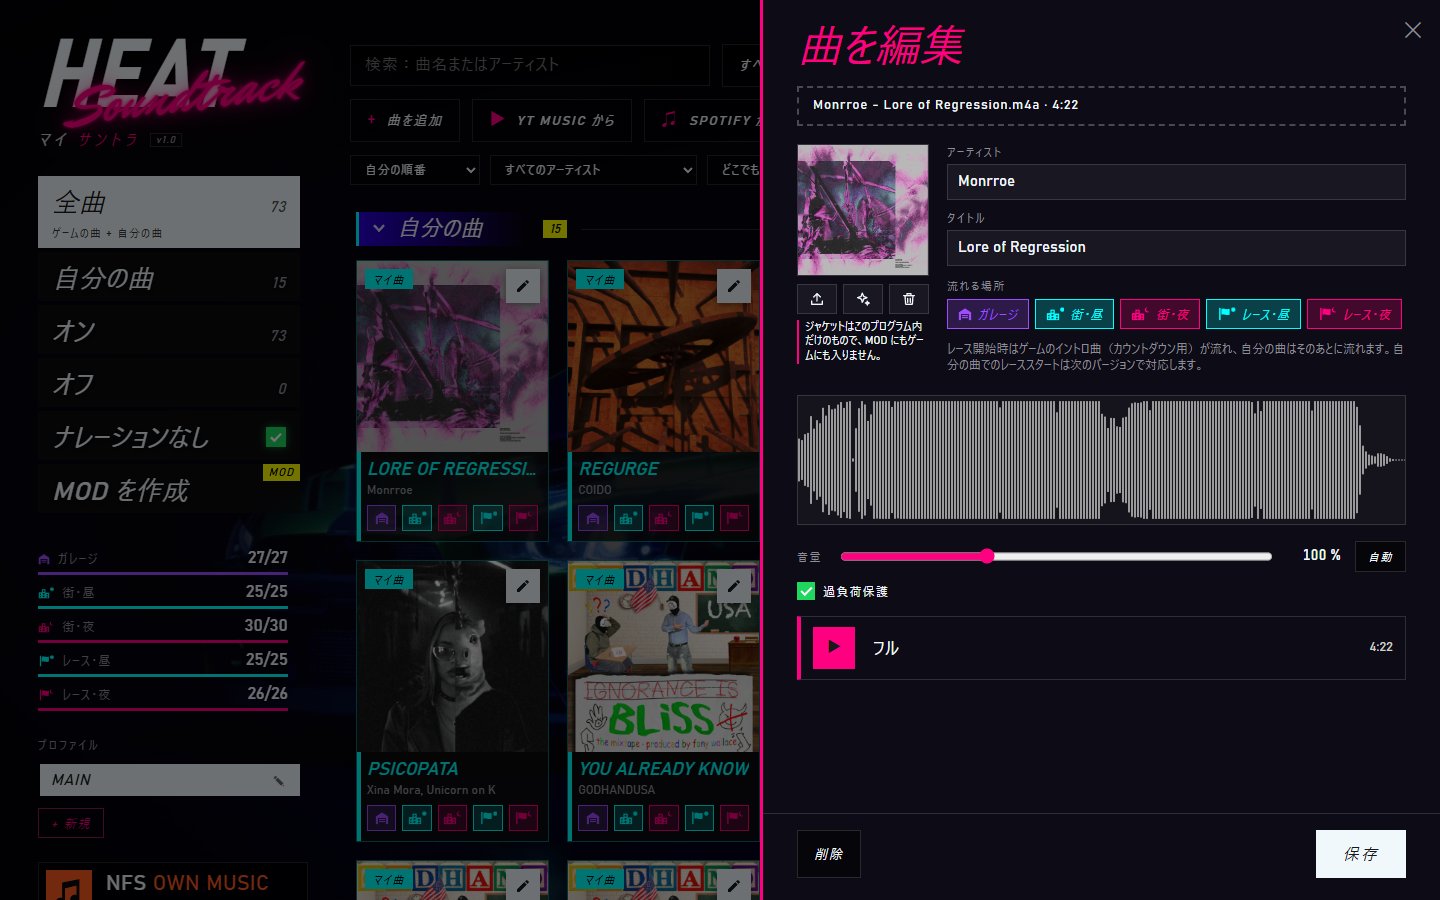 HEAT
Soundtrack
マイ サントラ v1.0
全曲 73
ゲームの曲 + 自分の曲
自分の曲 15
オン 73
オフ 0
ナレーションなし
MOD
MOD を作成
ガレージ 27/27
街・昼 25/25
街・夜 30/30
レース・昼 25/25
レース・夜 26/26
プロファイル
MAIN
+ 新規
NFS OWN MUSIC
検索：曲名またはアーティスト
+ 曲を追加
YT MUSIC から
SPOTIFY
自分の順番
すべてのアーティスト
どこでも
自分の曲 15
マイ曲
LORE OF REGRESSI...
Monrroe
マイ曲
REGURGE
COIDO
マイ曲
PSICOPATA
Xina Mora, Unicorn on K
マイ曲
DHAN
USA
IGNORANCE IS
BLiSS
the mixtape - produced by tony wallace
YOU ALREADY KNOW
GODHANDUSA
マイ曲
DHAN
マイ曲
DHAN
曲を編集
Monrroe - Lore of Regression.m4a · 4:22
ジャケットはこのプログラム内
だけのもので、MOD にもゲー
ムにも入りません。
アーティスト
Monrroe
タイトル
Lore of Regression
流れる場所
ガレージ
街・昼
街・夜
レース・昼
レース・夜
レース開始時はゲームのイントロ曲（カウントダウン用）が流れ、自分の曲はそのあとに流れます。自
分の曲でのレーススタートは次のバージョンで対応します。
音量 100 % 自動
過負荷保護
フル 4:22
削除
保存